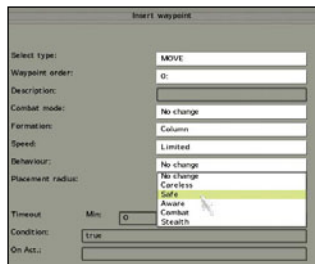 Insert waypoint
Select type: MOVE
Waypoint order: 0:
Description:
Combat mode: No change
Formation: Column
Speed: Limited
Behaviour: No change
Placement radius: No change
Careless
Safe
Aware
Combat
Stealth
Timeout Min: 0
Condition: true
On Act.: